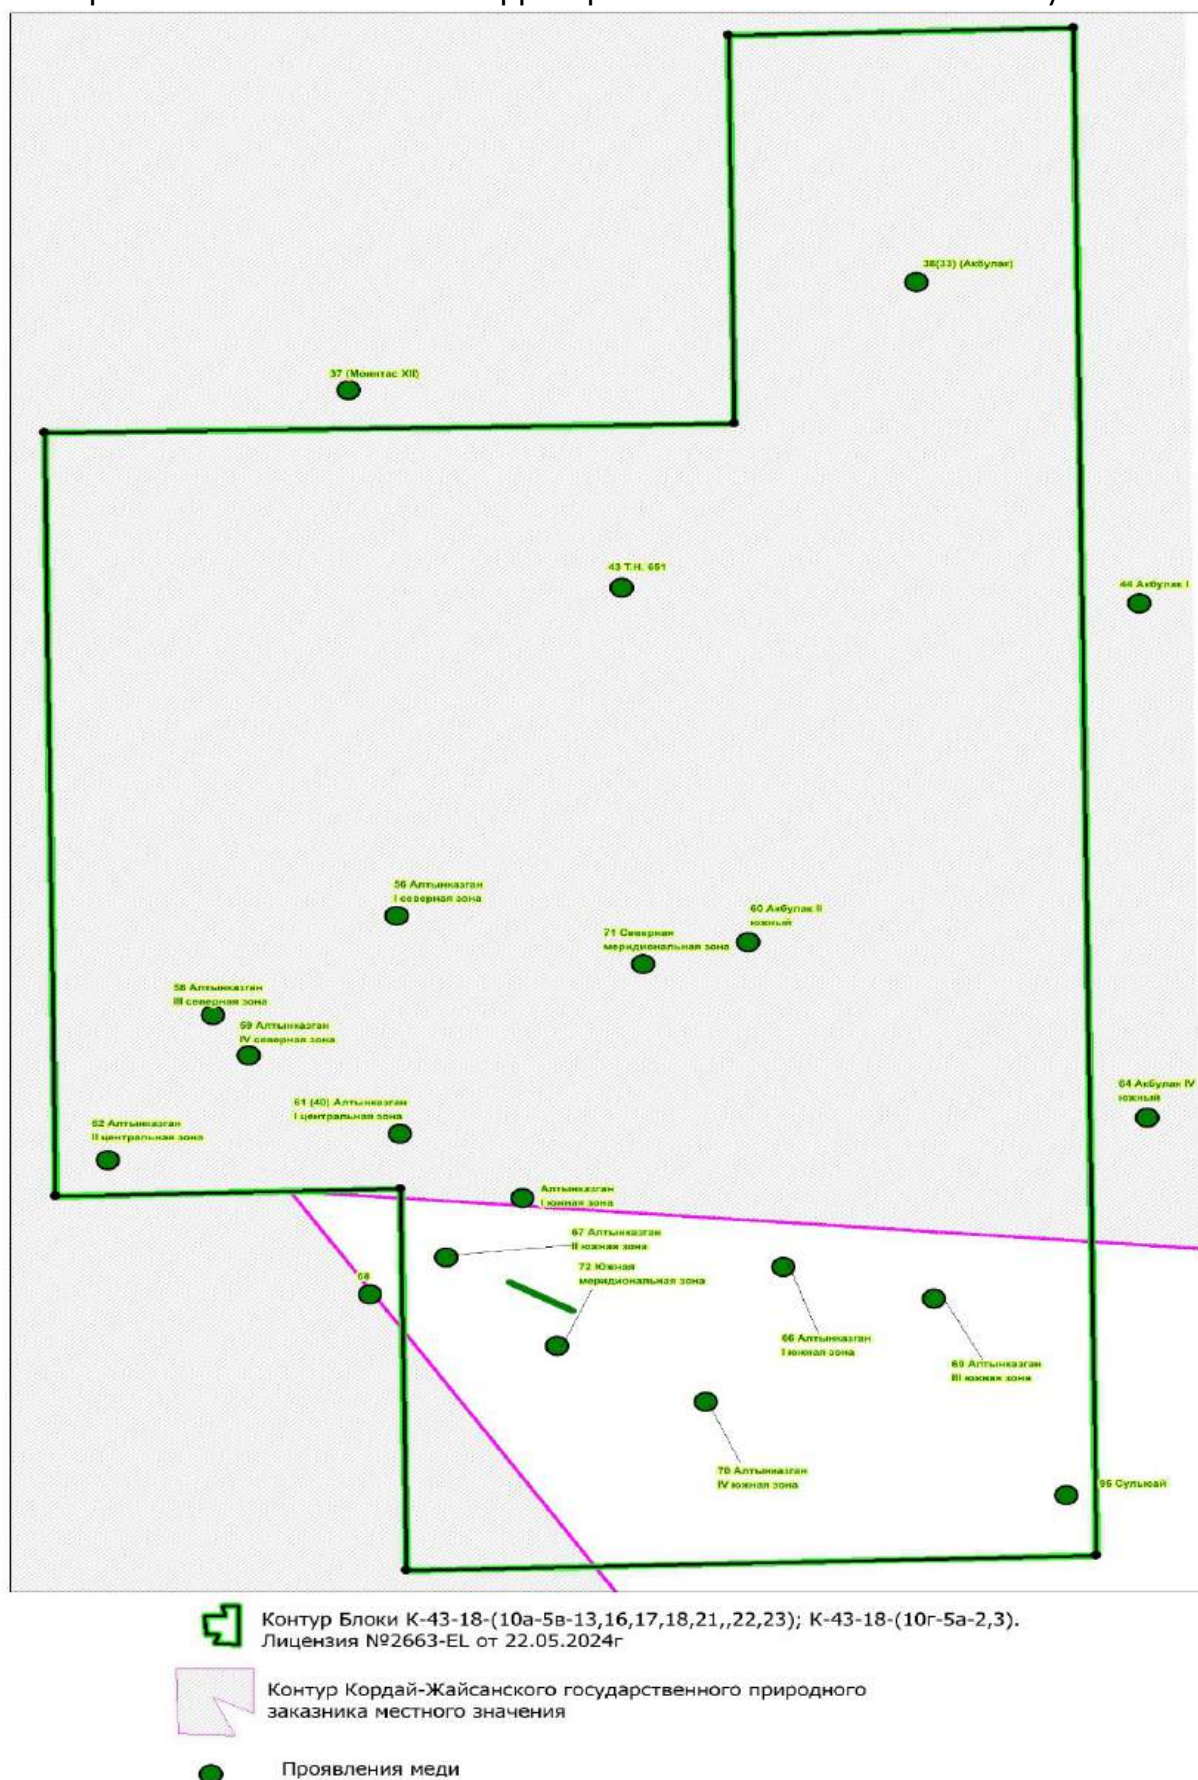 38(33) (Акбулак)
37 (Моинтас XII)
43 Т.Н. 651
44 Акбулак I
56 Алтынказган
I северная зона
60 Акбулак II
южный
71 Северная
меридиональная зона
58 Алтынказган
III северная зона
59 Алтынказган
IV северная зона
61 (40) Алтынказган
I центральная зона
64 Акбулак IV
южный
62 Алтынказган
II центральная зона
Алтынказган
I южная зона
67 Алтынказган
II южная зона
72 Южная
меридиональная зона
68
66 Алтынказган
I южная зона
69 Алтынказган
III южная зона
70 Алтынказган
IV южная зона
95 Сулысай
Контур Блоки К-43-18-(10а-5в-13,16,17,18,21,,22,23); К-43-18-(10г-5а-2,3).
Лицензия №2663-EL от 22.05.2024г
Контур Кордай-Жайсанского государственного природного
заказника местного значения
Проявления меди